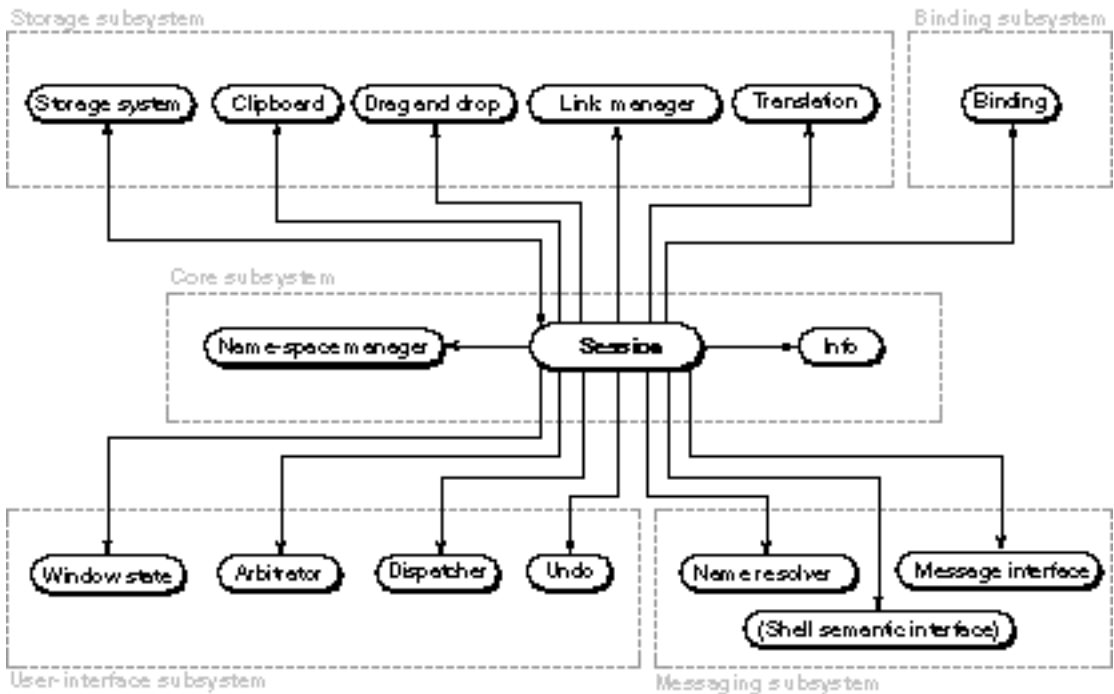 Storage subsystem
Binding subsystem
Storage system
Clipboard
Drag and drop
Link manager
Translation
Binding
Core subsystem
Name-space manager
Session
Info
Window state
Arbitrator
Dispatcher
Undo
Name resolver
Message interface
(Shell semantic interface)
User-interface subsystem
Messaging subsystem